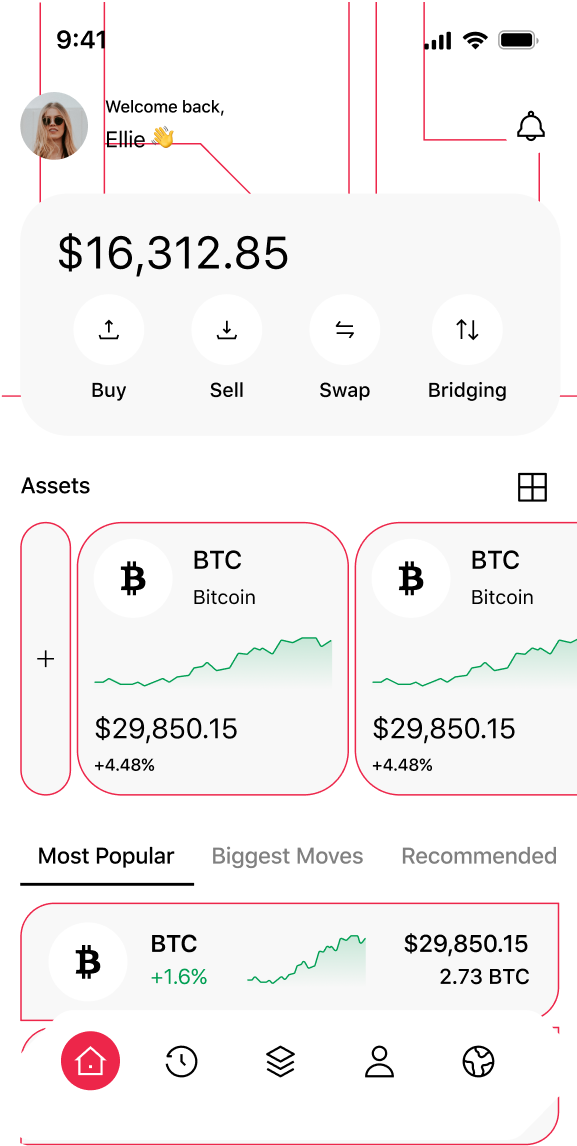 9:41
Welcome back,
Ellie 👋
$16,312.85
Buy Sell Swap Bridging
Assets
BTC
Bitcoin
$29,850.15
+4.48%
BTC
Bitcoin
$29,850.15
+4.48%
+
Most Popular Biggest Moves Recommended
BTC $29,850.15
+1.6% 2.73 BTC